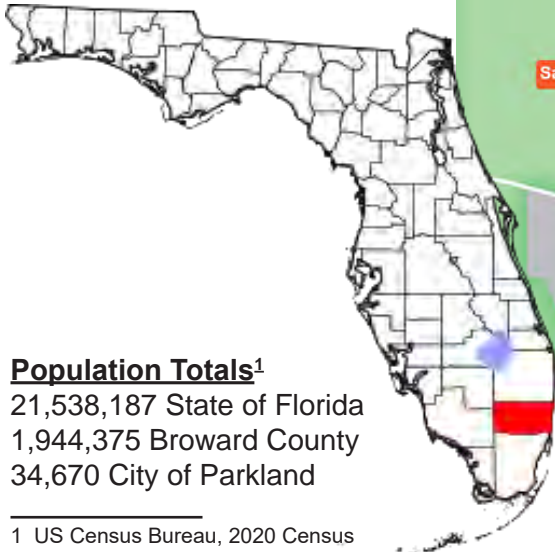 Sa
Population Totals1
21,538,187 State of Florida
1,944,375 Broward County
34,670 City of Parkland
1 US Census Bureau, 2020 Census